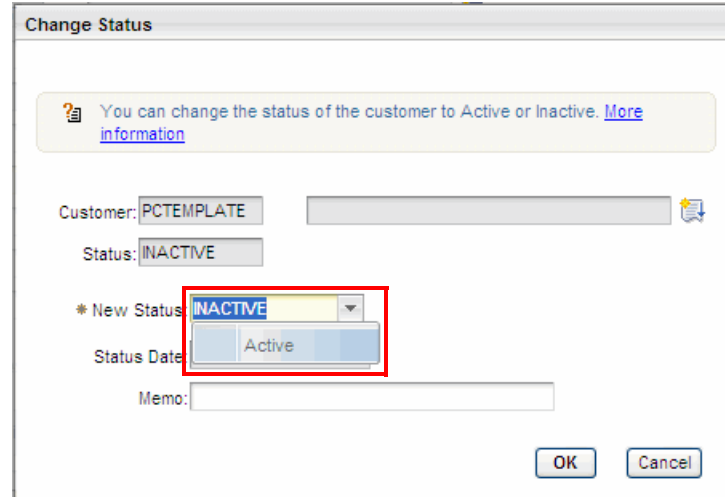 Change Status
You can change the status of the customer to Active or Inactive. More
information
Customer: PCTEMPLATE
Status: INACTIVE
* New Status: INACTIVE
Active
Status Date:
Memo:
OK Cancel